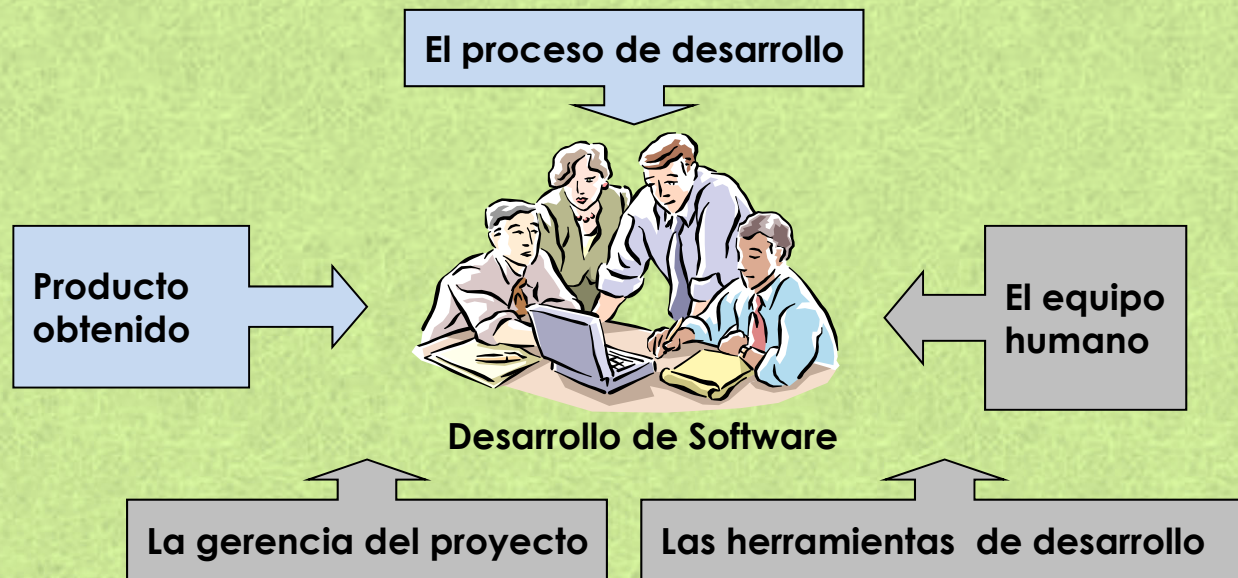 El proceso de desarrollo
Producto
obtenido
El equipo
humano
Desarrollo de Software
La gerencia del proyecto
Las herramientas  de desarrollo